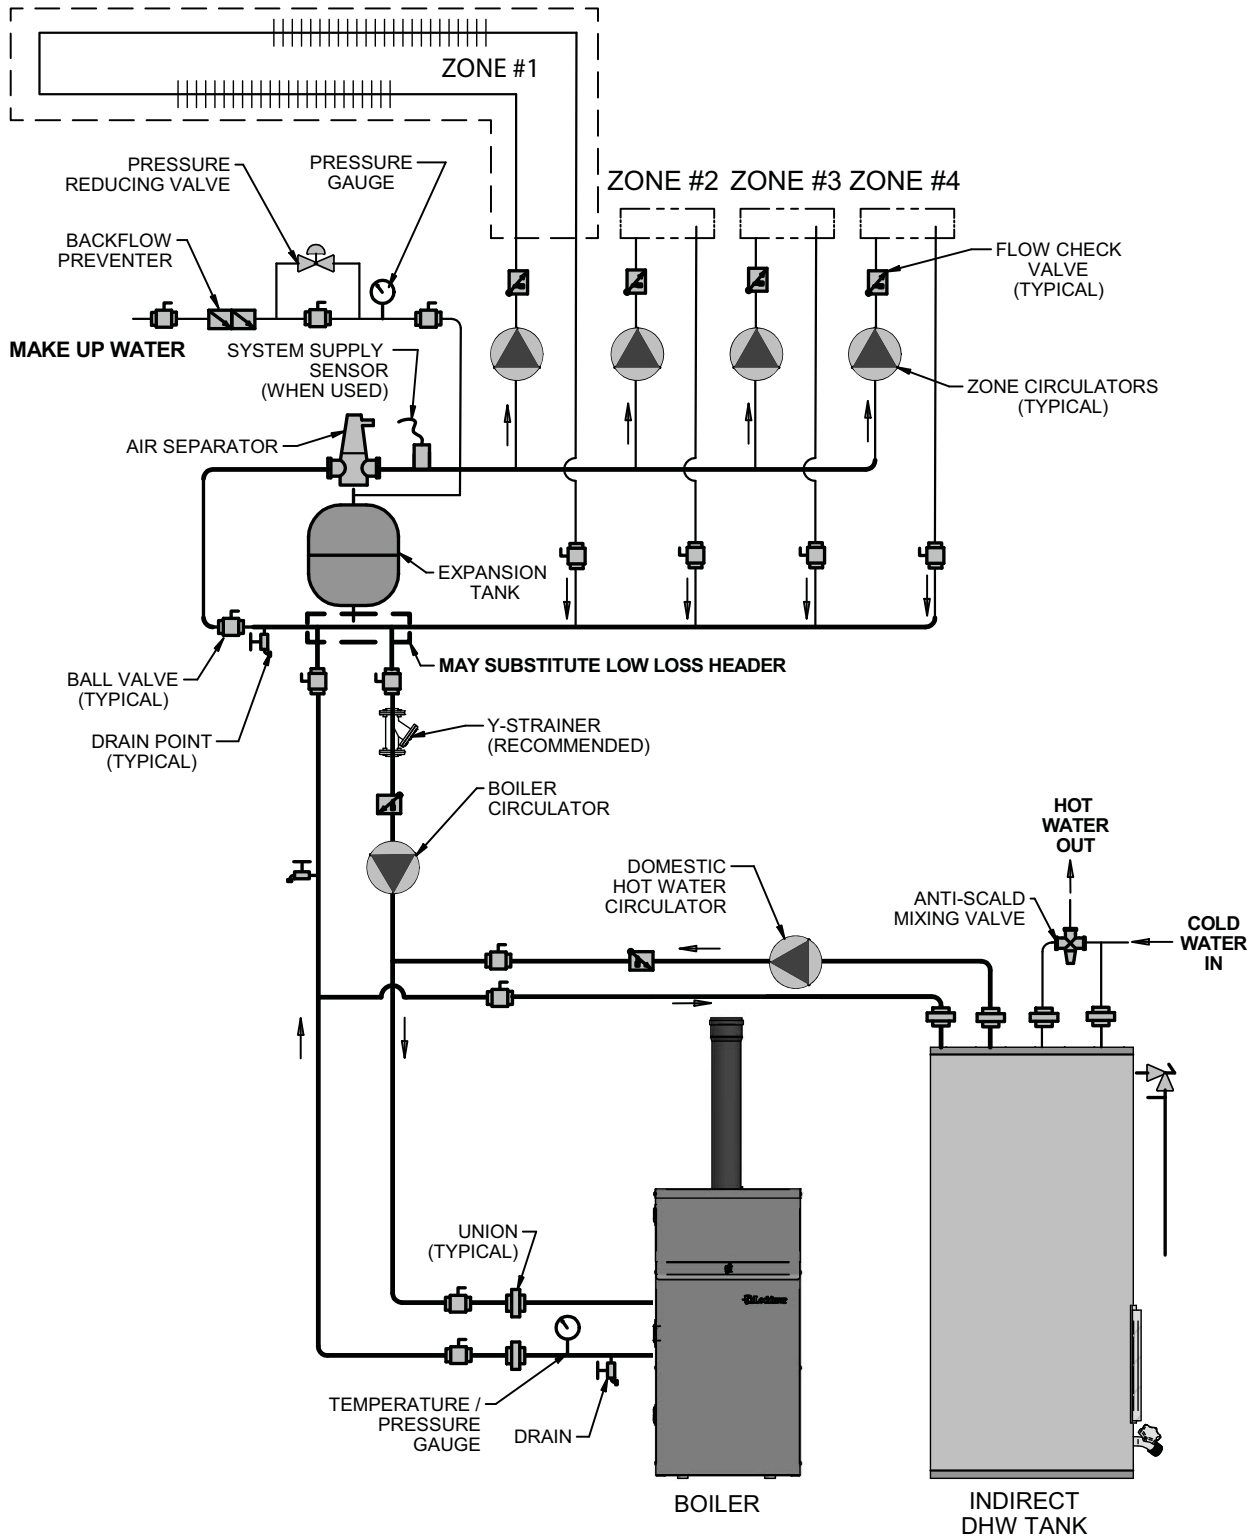 ZONE #1
PRESSURE
REDUCING VALVE
PRESSURE
GAUGE
ZONE #2
ZONE #3
ZONE #4
BACKFLOW
PREVENTER
FLOW CHECK
VALVE
(TYPICAL)
MAKE UP WATER
SYSTEM SUPPLY
SENSOR
(WHEN USED)
ZONE CIRCULATORS
(TYPICAL)
AIR SEPARATOR
EXPANSION
TANK
MAY SUBSTITUTE LOW LOSS HEADER
BALL VALVE
(TYPICAL)
DRAIN POINT
(TYPICAL)
Y-STRAINER
(RECOMMENDED)
BOILER
CIRCULATOR
HOT
WATER
OUT
DOMESTIC
HOT WATER
CIRCULATOR
ANTI-SCALD
MIXING VALVE
COLD
WATER
IN
UNION
(TYPICAL)
Lochinvar
TEMPERATURE /
PRESSURE
GAUGE
DRAIN
BOILER
INDIRECT
DHW TANK